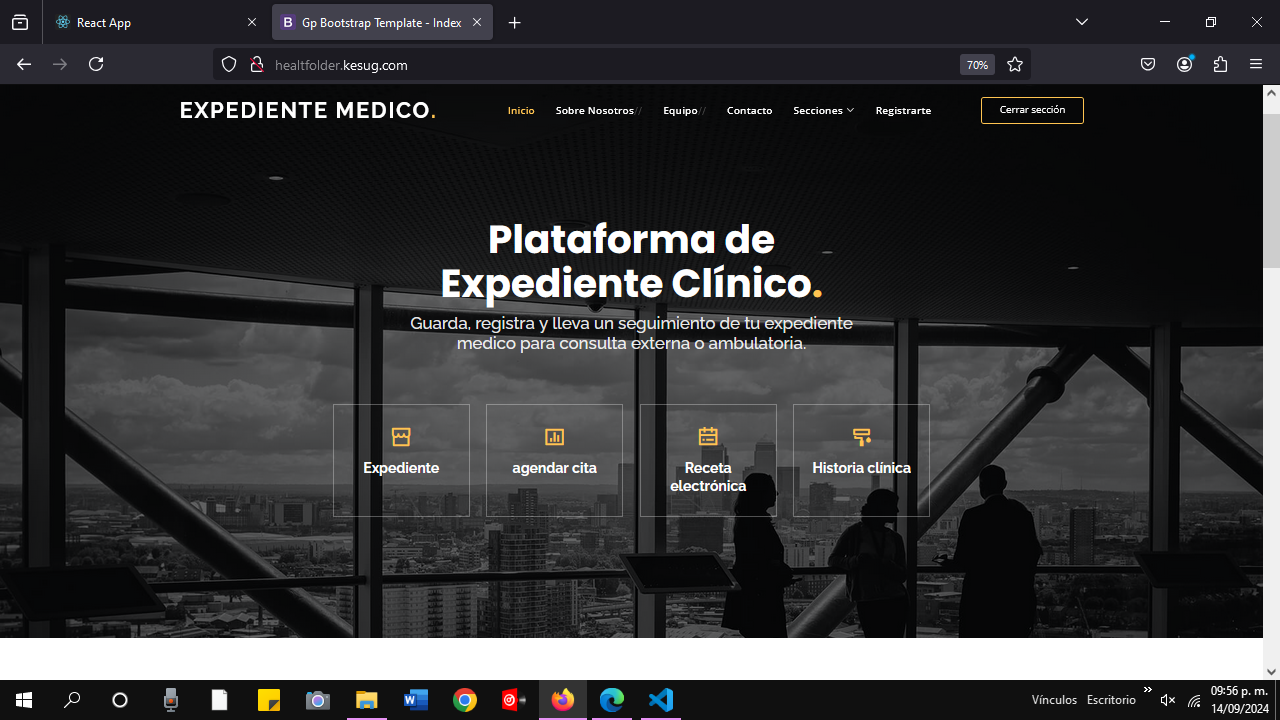 React App
Gp Bootstrap Template - Index
healtfolder.kesug.com
70%
EXPEDIENTE MEDICO.
Inicio
Sobre Nosotros//
Equipo//
Contacto
Secciones
Registrarte
Cerrar sección
Plataforma de
Expediente Clínico.
Guarda, registra y lleva un seguimiento de tu expediente
medico para consulta externa o ambulatoria.
Expediente
agendar cita
Receta
electrónica
Historia clínica
Vínculos
Escritorio
09:56 p. m.
14/09/2024